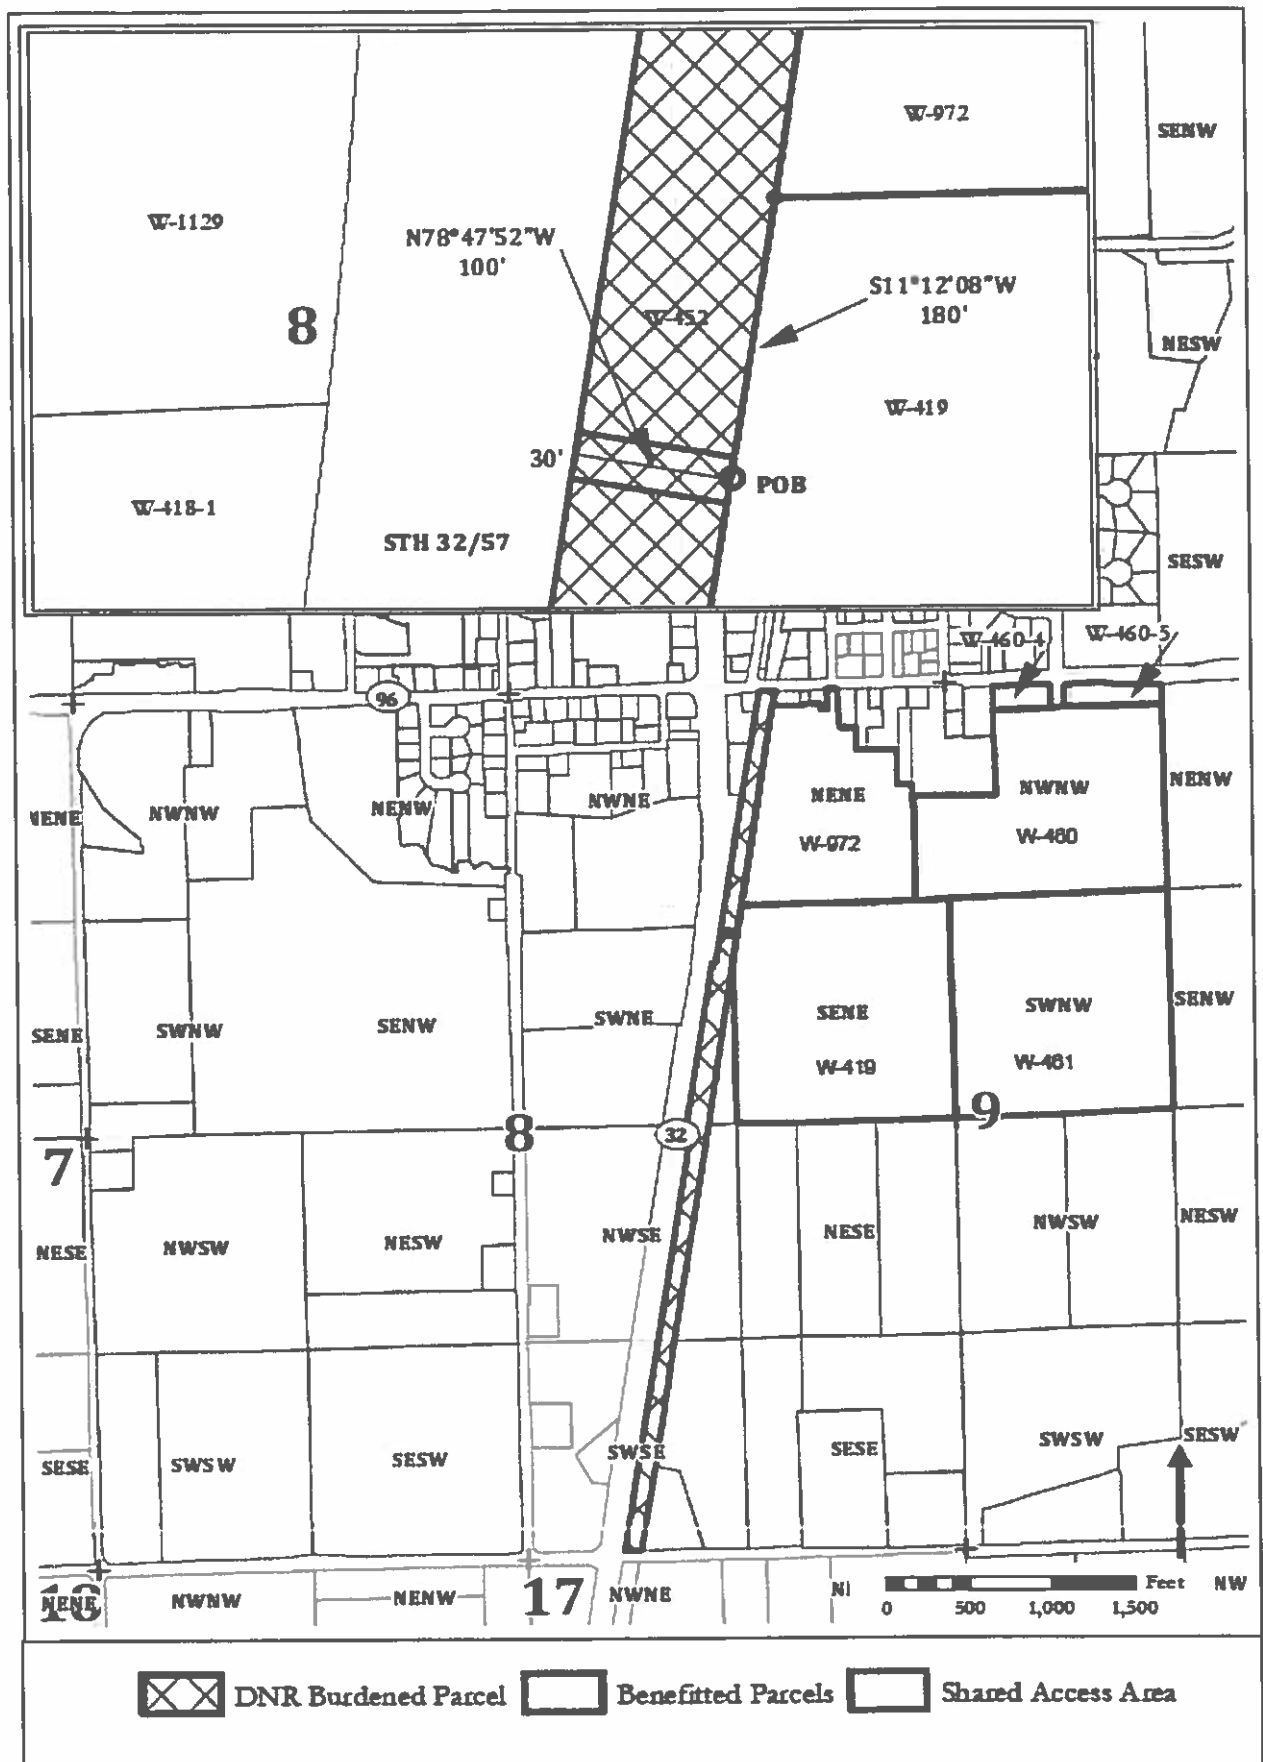 W-972
SENW
W-1129
N78°47'52"W
100'
S11°12'08"W
180'
8
W-452
NESW
W-419
30'
POB
W-418-1
STH 32/57
SESW
W-460-4
W-460-5
96
NENE
NWNW
NENW
NWNE
NENE
NWNW
NENW
W-972
W-460
SENE
SWNW
SENW
SWNE
SENE
SWNW
SENW
W-419
W-461
9
8
32
7
NESE
NWSW
NESW
NWSE
NESE
NWSW
NESW
SESE
SWSW
SESW
SWSE
SESE
SWSW
SESW
NENE
NWNW
NENW
17
NWNE
NI
Feet
NW
0 500 1,000 1,500
DNR Burdened Parcel
Benefitted Parcels
Shared Access Area